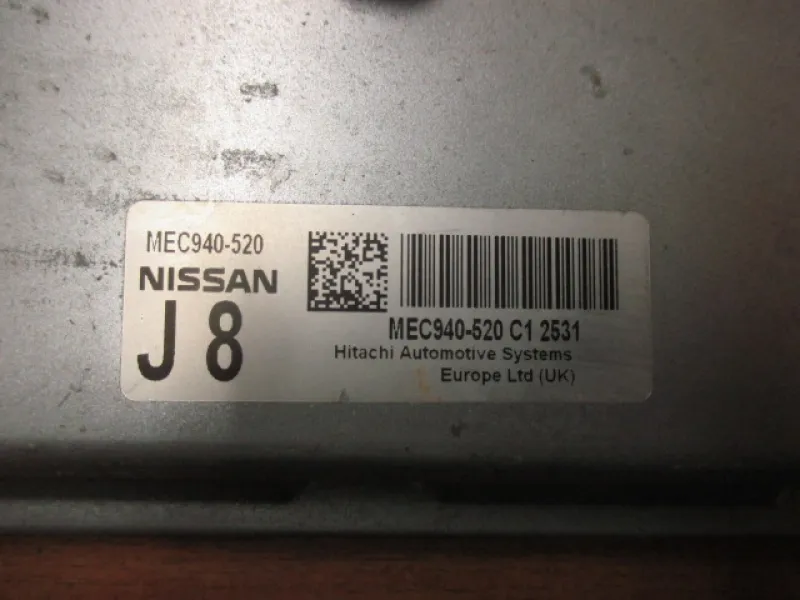 MEC940-520
NISSAN
J 8
MEC940-520 C1 2531
Hitachi Automotive Systems
Europe Ltd (UK)